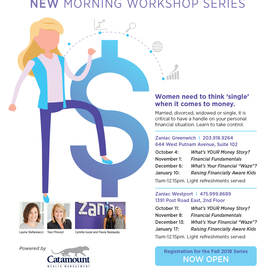 NEW MORNING WORKSHOP SERIES
Women need to think ‘single’
when it comes to money.
Married, divorced, widowed or single, it is
critical to have a handle on your personal
financial situation. Learn to take control.
Zaniac Greenwich | 203.918.9264
644 West Putnam Avenue, Suite 102
October 4: What's YOUR Money Story?
November 1: Financial Fundamentals
December 6: What's Your Financial "Waze"?
January 10: Raising Financially Aware Kids
11am-12:15pm. Light refreshments served
Zaniac Westport | 475.999.8689
1391 Post Road East, 2nd Floor
October 11: What's YOUR Money Story?
November 8: Financial Fundamentals
December 13: What's Your Financial "Waze"?
January 17: Raising Financially Aware Kids
11am-12:15pm. Light refreshments served
Zania
Powered by
Catamount
WEALTH MANAGEMENT
Registration for the Fall 2018 Series
NOW OPEN